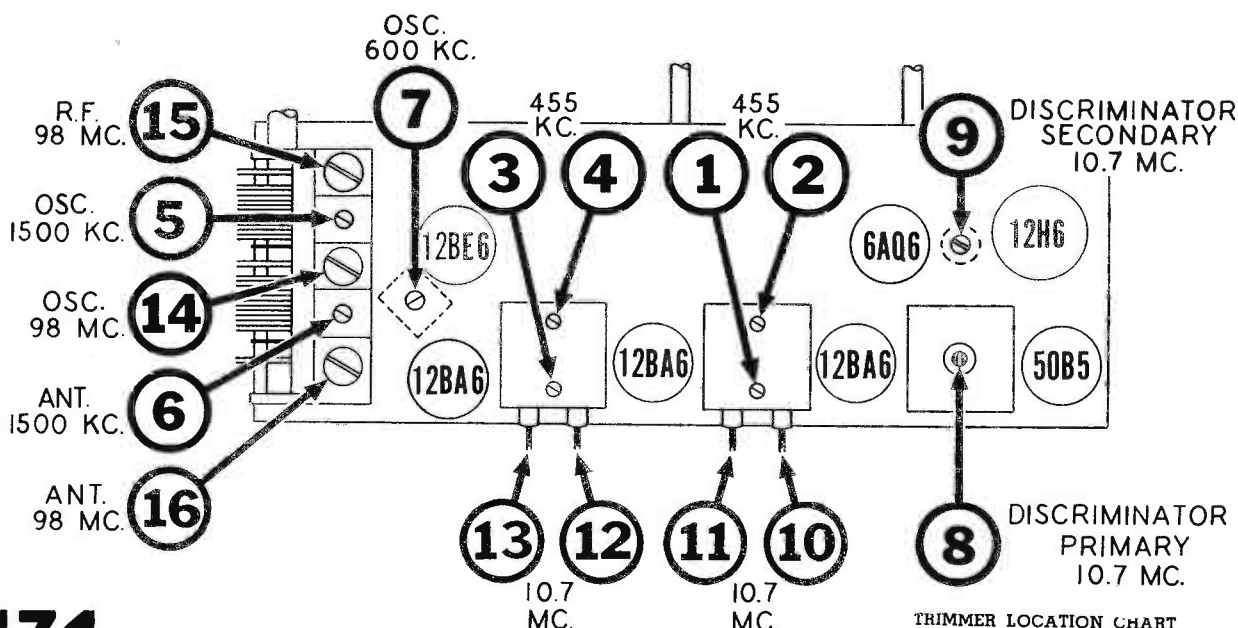 OSC.
600 KC.
7
R.F.
98 MC.
15
455
KC.
3
4
455
KC.
1
2
9
DISCRIMINATOR
SECONDARY
10.7 MC.
OSC.
1500 KC.
5
12BE6
6AQ6
12H6
OSC.
98 MC.
14
12BA6
12BA6
12BA6
50B5
ANT.
1500 KC.
6
ANT.
98 MC.
16
13
12
10.7
MC.
11
10
10.7
MC.
8
DISCRIMINATOR
PRIMARY
10.7 MC.
TRIMMER LOCATION CHART